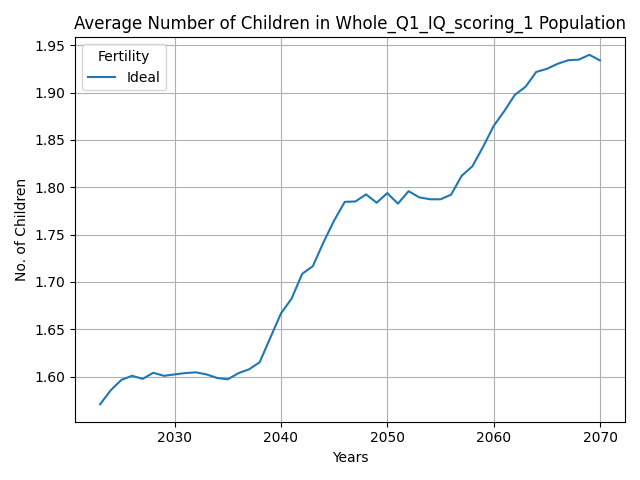 Average Number of Children in Whole_Q1_IQ_scoring_1 Population
Fertility
Ideal
No. of Children
1.95
1.90
1.85
1.80
1.75
1.70
1.65
1.60
2030 2040 2050 2060 2070
Years